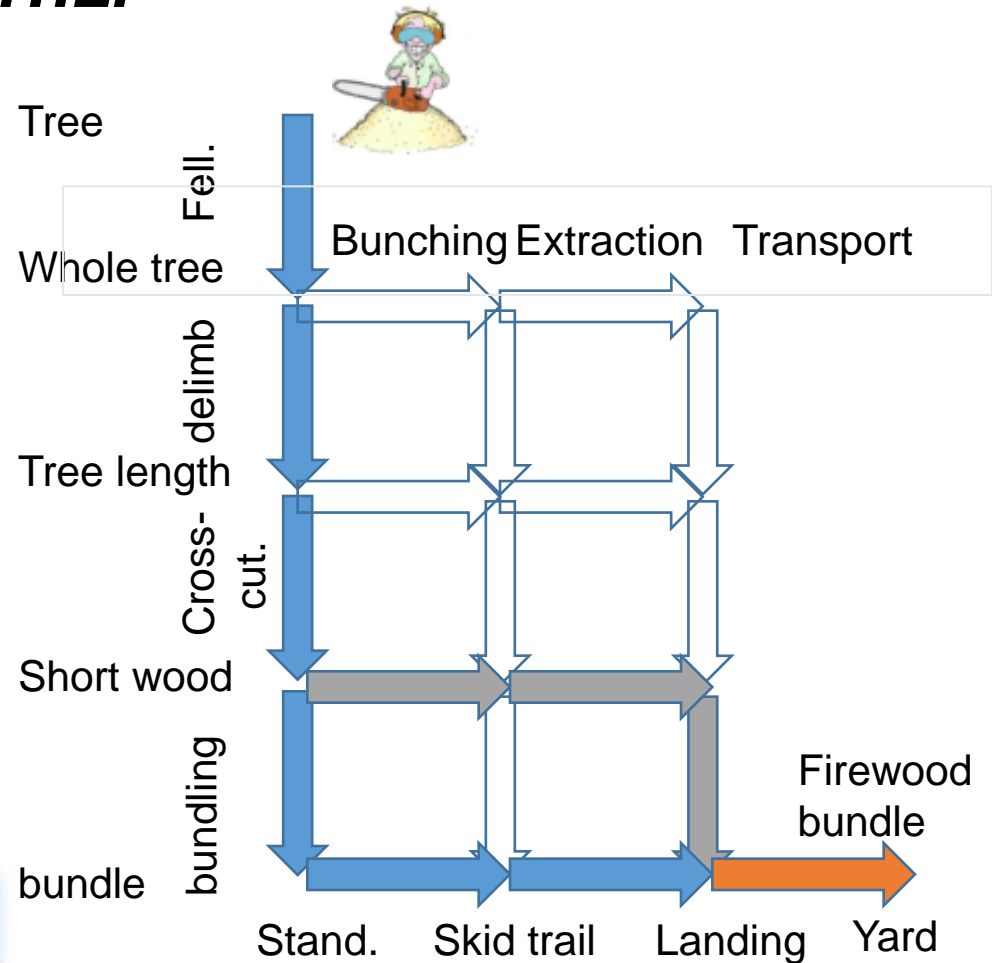 Tree
Fell.
Bunching Extraction Transport
Whole tree
delimb
Tree length
Cross-
cut.
Short wood
bundling
Firewood
bundle
bundle
Stand. Skid trail Landing Yard